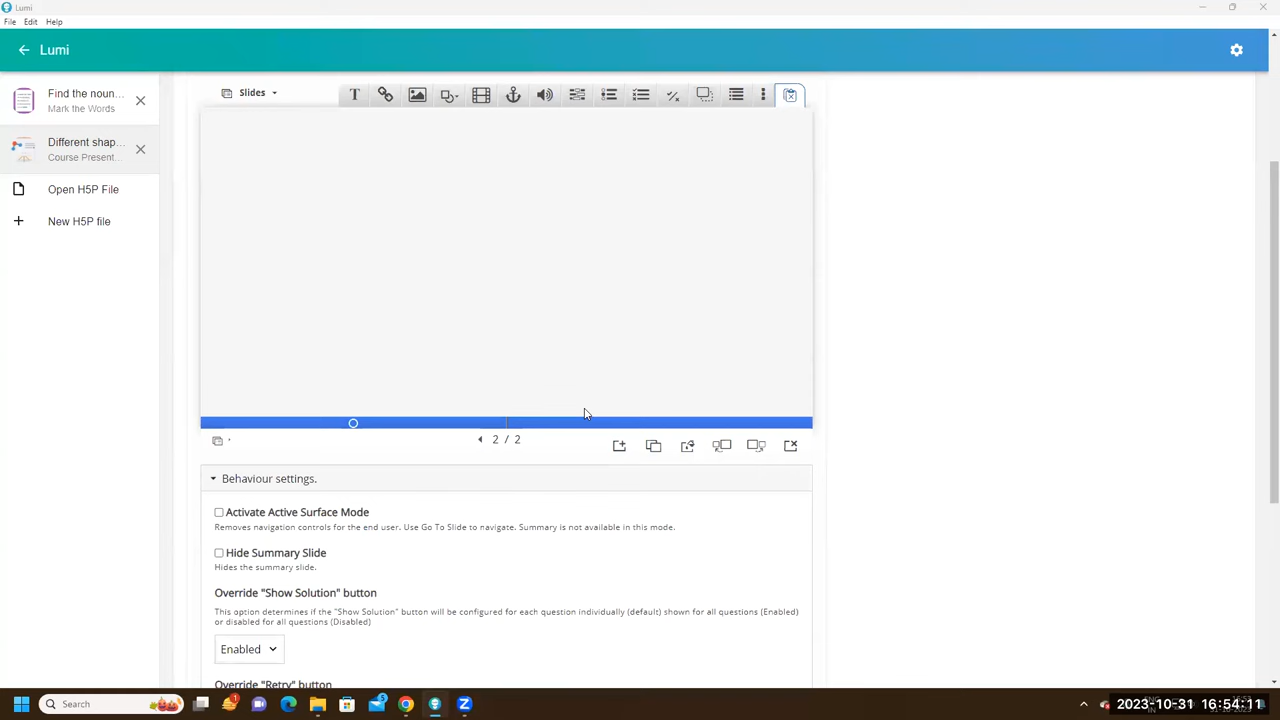 Lumi
File Edit Help
Lumi
Find the noun...
Mark the Words
Different shap...
Course Present...
Open H5P File
New H5P file
Slides
T
2 / 2
Behaviour settings.
Activate Active Surface Mode
Removes navigation controls for the end user. Use Go To Slide to navigate. Summary is not available in this mode.
Hide Summary Slide
Hides the summary slide.
Override "Show Solution" button
This option determines if the "Show Solution" button will be configured for each question individually (default) shown for all questions (Enabled)
or disabled for all questions (Disabled)
Enabled
Override "Retry" button
Search
2023-10-31 16:54:11